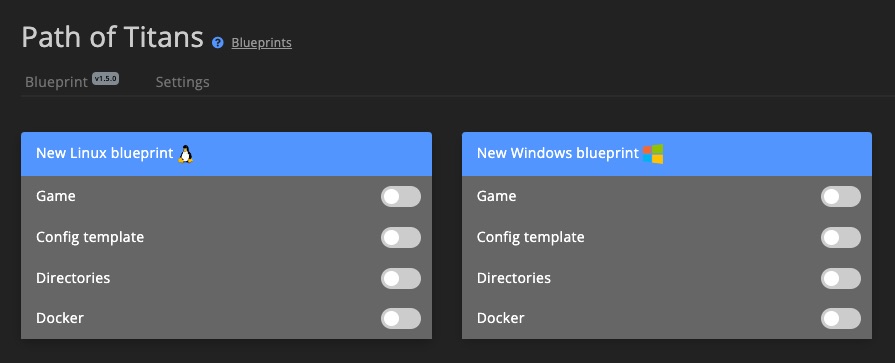 Path of Titans ? Blueprints
Blueprint v1.5.0 Settings
New Linux blueprint
Game
Config template
Directories
Docker
New Windows blueprint
Game
Config template
Directories
Docker